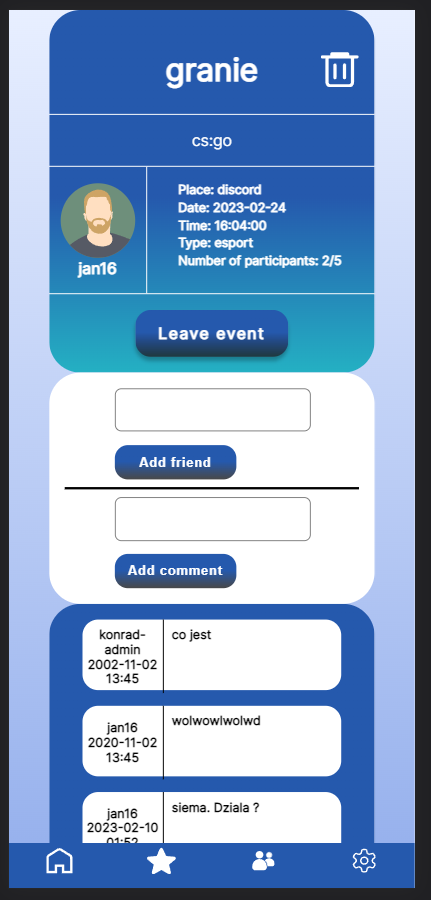 granie
cs:go
jan16
Place: discord
Date: 2023-02-24
Time: 16:04:00
Type: esport
Number of participants: 2/5
Leave event
Add friend
Add comment
konrad-
admin
2002-11-02
13:45
co jest
jan16
2020-11-02
13:45
wolwowlwolwd
jan16
2023-02-10
01:52
siema. Dziala ?